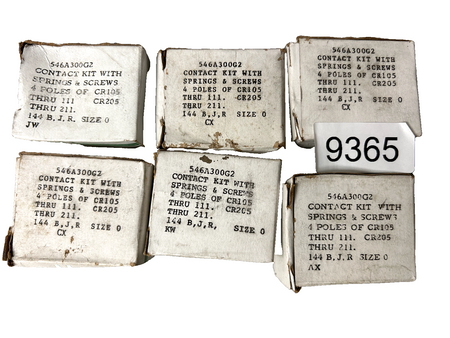 546A300G2
CONTACT KIT WITH
SPRINGS & SCREWS
4 POLES OF CR105
THRU 111 CR205
THRU 211.
144 B,J,R. SIZE 0
JW
546A300G2
CONTACT KIT WITH
SPRINGS & SCREWS
4 POLES OF CR105
THRU 111. CR205
THRU 211.
144 B,J,R SIZE 0
CX
546A300G2
CONTACT KIT WITH
SPRINGS & SCREWS
4 POLES OF CR105
THRU 111. CR205
THRU 211.
144 B,J,R SIZE 0
CX
9365
546A300G2
CONTACT KIT WITH
SPRINGS & SCREWS
4 POLES OF CR105
THRU 111. CR205
THRU 211.
144 B,J,R SIZE 0
CX
546A300G2
CONTACT KIT WITH
SPRINGS & SCREWS
4 POLES OF CR105
THRU 111. CR205
THRU 211.
144 B,J,R, SIZE 0
KW
546A300G2
CONTACT KIT WITH
SPRINGS & SCREWS
4 POLES OF CR105
THRU 111. CR205
THRU 211.
144 B,J.R SIZE 0
AX